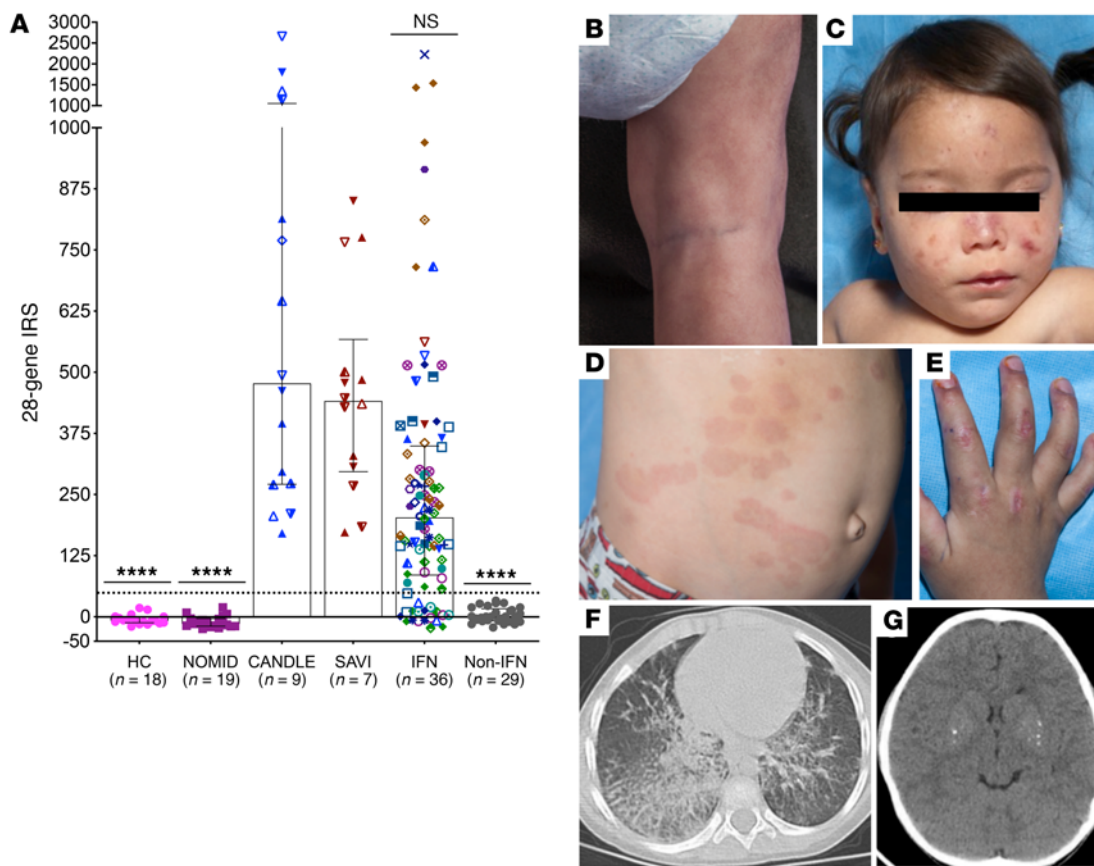 A
3000
2500
2000
1500
1000
1000
875
750
625
500
375
250
125
0
-50
28-gene IRS
NS
****
****
****
HC
(n = 18)
NOMID
(n = 19)
CANDLE
(n = 9)
SAVI
(n = 7)
IFN
(n = 36)
Non-IFN
(n = 29)
B
C
D
E
F
G